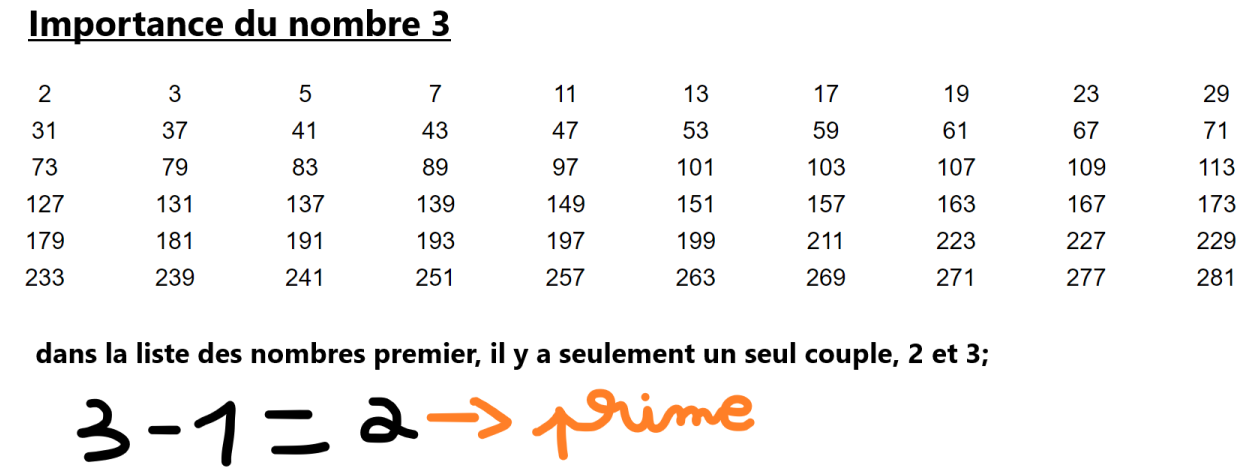 Importance du nombre 3
2 3 5 7 11 13 17 19 23 29
31 37 41 43 47 53 59 61 67 71
73 79 83 89 97 101 103 107 109 113
127 131 137 139 149 151 157 163 167 173
179 181 191 193 197 199 211 223 227 229
233 239 241 251 257 263 269 271 277 281
dans la liste des nombres premier, il y a seulement un seul couple, 2 et 3;
3 - 1 = 2 → prime